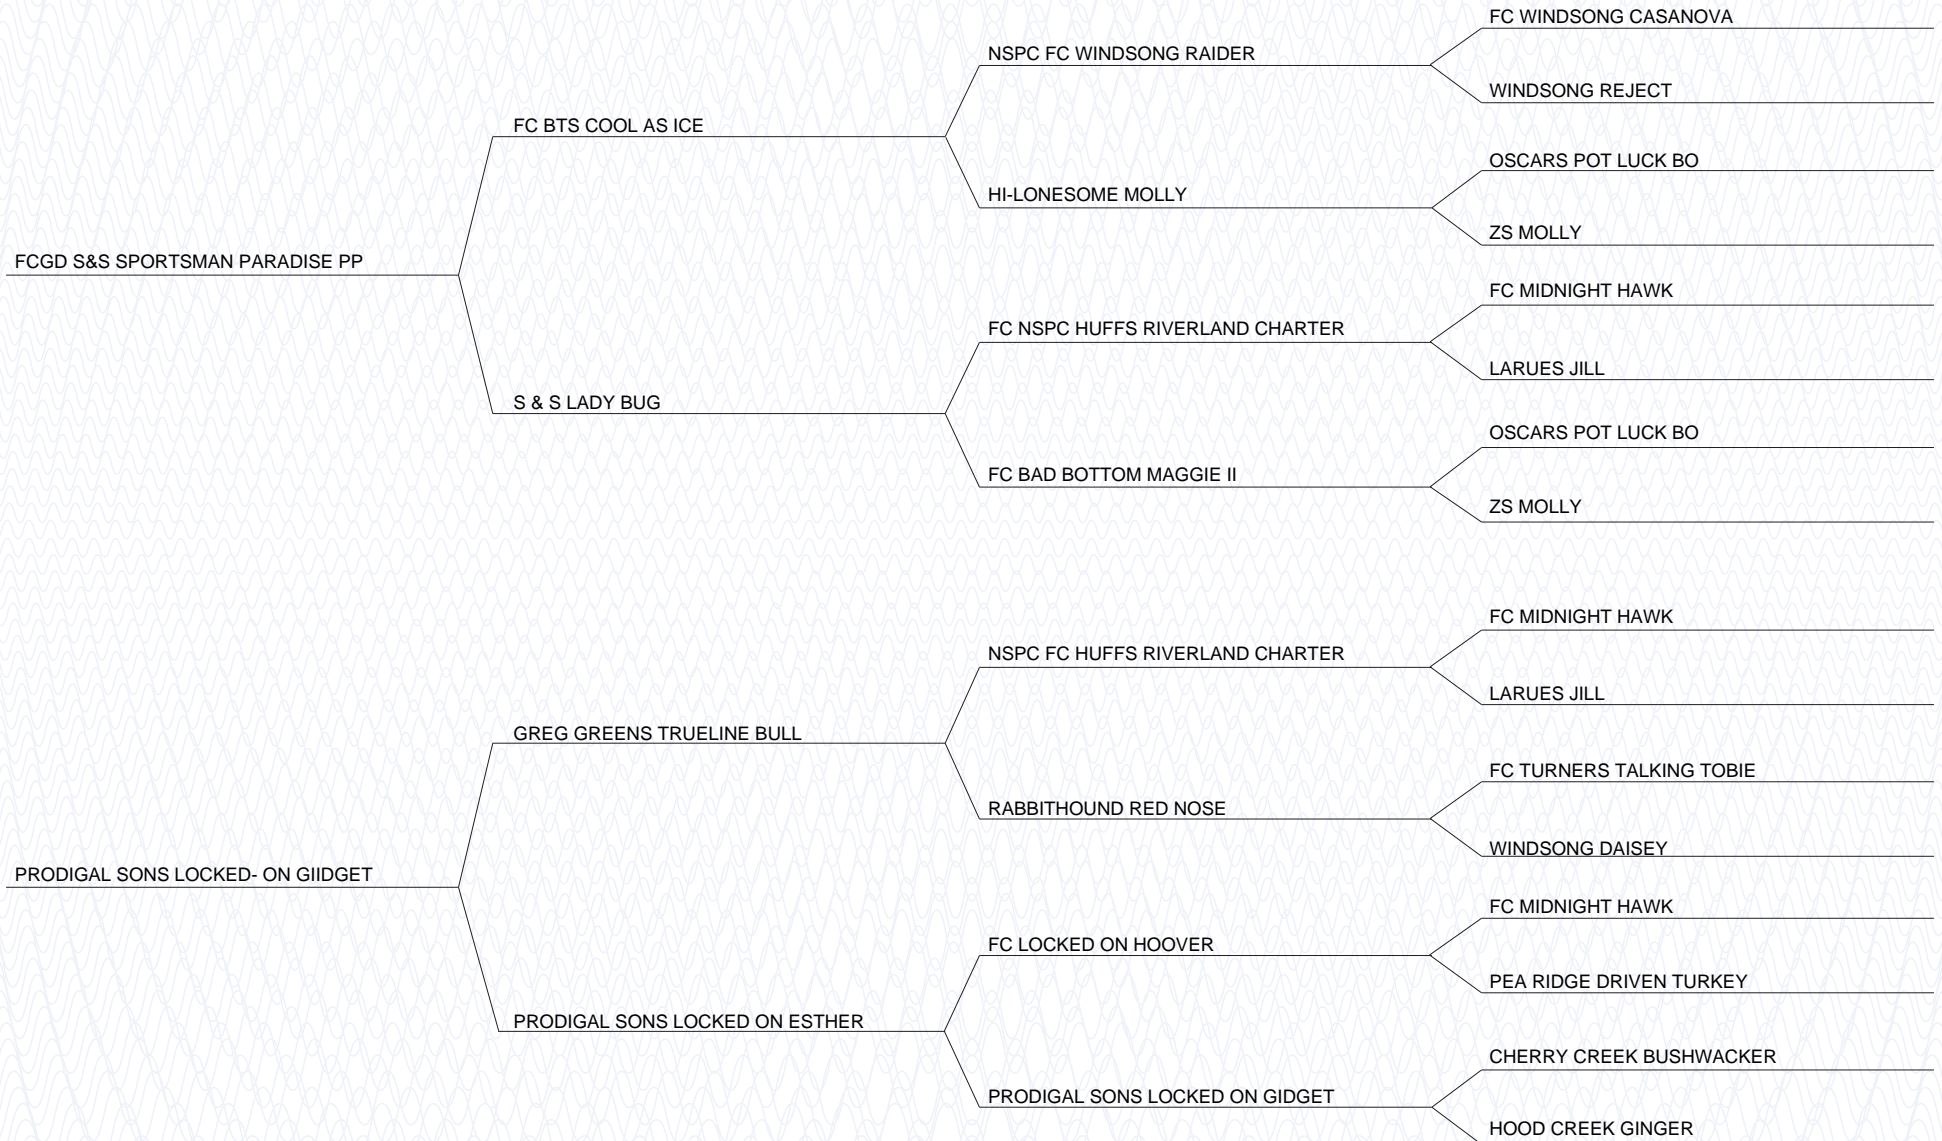 FC WINDSONG CASANOVA
NSPC FC WINDSONG RAIDER
WINDSONG REJECT
FC BTS COOL AS ICE
OSCARS POT LUCK BO
HI-LONESOME MOLLY
ZS MOLLY
FCGD S&S SPORTSMAN PARADISE PP
FC MIDNIGHT HAWK
FC NSPC HUFFS RIVERLAND CHARTER
LARUES JILL
S & S LADY BUG
OSCARS POT LUCK BO
FC BAD BOTTOM MAGGIE II
ZS MOLLY
FC MIDNIGHT HAWK
NSPC FC HUFFS RIVERLAND CHARTER
LARUES JILL
GREG GREENS TRUELINE BULL
FC TURNERS TALKING TOBIE
RABBITHOUND RED NOSE
WINDSONG DAISEY
PRODIGAL SONS LOCKED- ON GIIDGET
FC MIDNIGHT HAWK
FC LOCKED ON HOOVER
PEA RIDGE DRIVEN TURKEY
PRODIGAL SONS LOCKED ON ESTHER
CHERRY CREEK BUSHWACKER
PRODIGAL SONS LOCKED ON GIDGET
HOOD CREEK GINGER